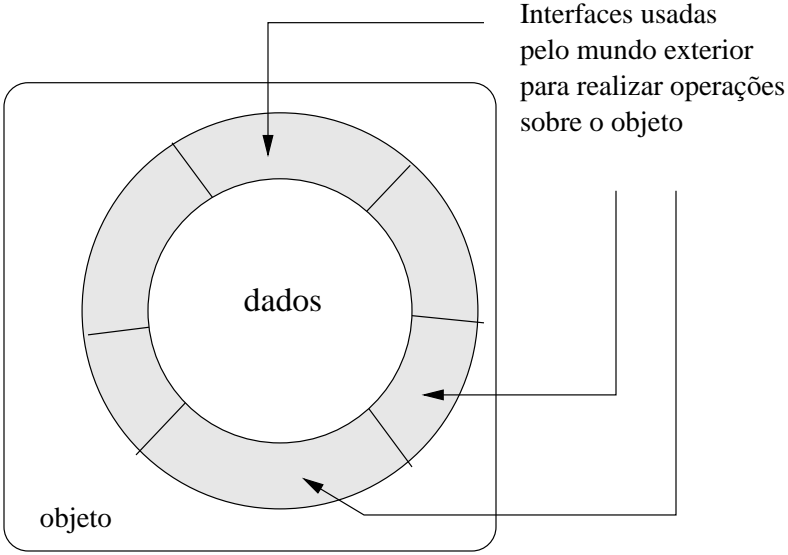 Interfaces usadas
pelo mundo exterior
para realizar operações
sobre o objeto
dados
objeto